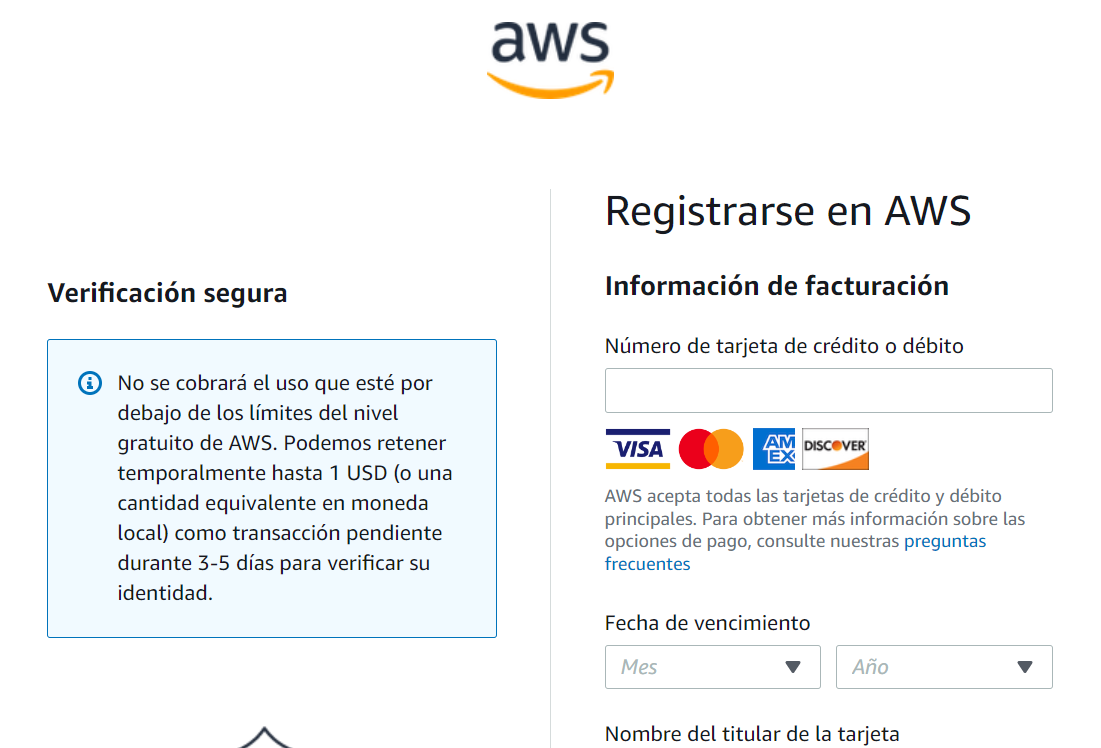 aws
Registrarse en AWS
Verificación segura
No se cobrará el uso que esté por
debajo de los límites del nivel
gratuito de AWS. Podemos retener
temporalmente hasta 1 USD (o una
cantidad equivalente en moneda
local) como transacción pendiente
durante 3-5 días para verificar su
identidad.
Información de facturación
Número de tarjeta de crédito o débito
VISA
AM
EX
DISCOVER
AWS acepta todas las tarjetas de crédito y débito
principales. Para obtener más información sobre las
opciones de pago, consulte nuestras preguntas
frecuentes
Fecha de vencimiento
Mes
Año
Nombre del titular de la tarjeta